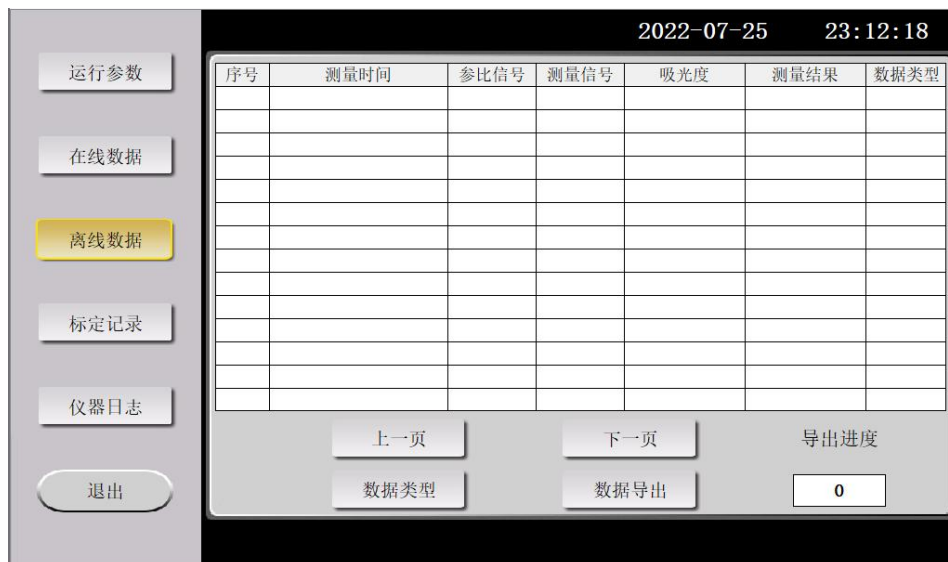 2022-07-25 23:12:18
运行参数
在线数据
离线数据
标定记录
仪器日志
退出
序号 测量时间 参比信号 测量信号 吸光度 测量结果 数据类型
上一页 下一页 导出进度
数据类型 数据导出 0